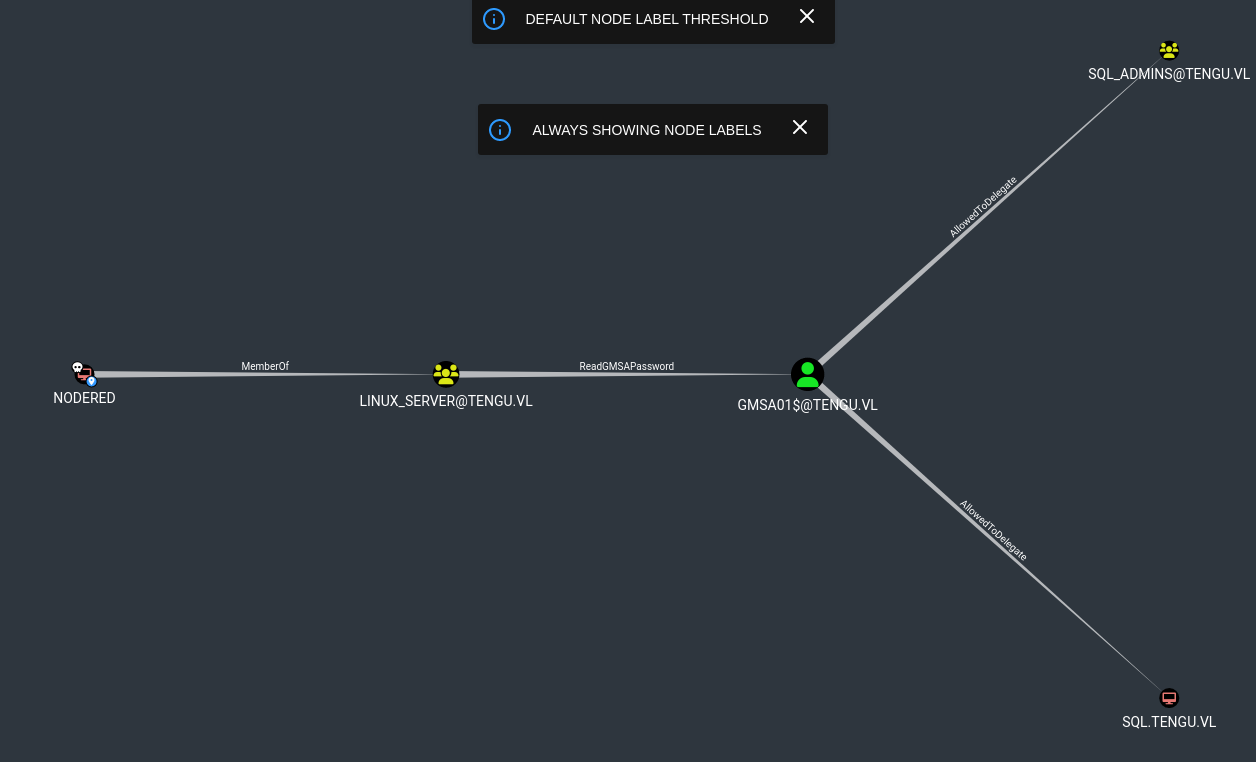 DEFAULT NODE LABEL THRESHOLD
SQL_ADMINS@TENGU.VL
ALWAYS SHOWING NODE LABELS
AllowedToDelegate
MemberOf
ReadGMSAPassword
NODERED
LINUX_SERVER@TENGU.VL
GMSA01$@TENGU.VL
AllowedToDelegate
SQL.TENGU.VL